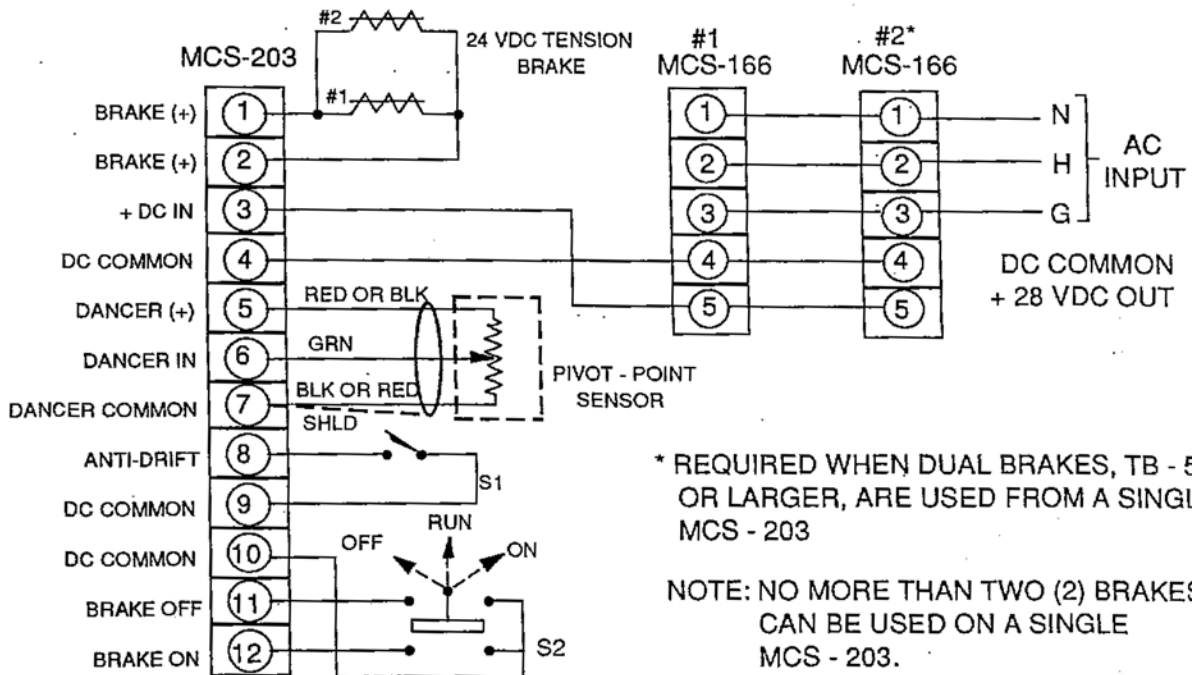 #2
24 VDC TENSION
BRAKE
#1
MCS-203
#1
MCS-166
#2*
MCS-166
BRAKE (+)
1
BRAKE (+)
2
+ DC IN
3
DC COMMON
4
DANCER (+)
5
DANCER IN
6
DANCER COMMON
7
ANTI-DRIFT
8
DC COMMON
9
DC COMMON
10
BRAKE OFF
11
BRAKE ON
12
RED OR BLK
GRN
BLK OR RED
SHLD
PIVOT - POINT
SENSOR
S1
OFF
RUN
ON
S2
1
2
3
4
5
1
2
3
4
5
N
H
G
AC
INPUT
DC COMMON
+ 28 VDC OUT
* REQUIRED WHEN DUAL BRAKES, TB - 5
OR LARGER, ARE USED FROM A SINGL
MCS - 203
NOTE: NO MORE THAN TWO (2) BRAKES
CAN BE USED ON A SINGLE
MCS - 203.